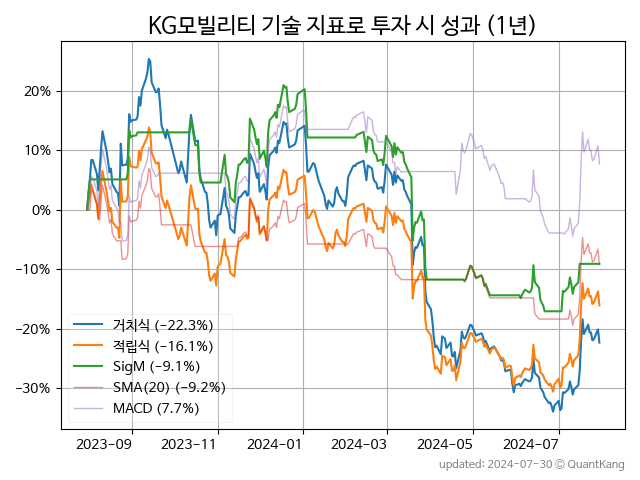 KG모빌리티 기술 지표로 투자 시 성과 (1년)
20%
10%
0%
−10%
−20%
−30%
거치식 (−22.3%)
적립식 (−16.1%)
SigM (−9.1%)
SMA(20) (−9.2%)
MACD (7.7%)
2023-09 2023-11 2024-01 2024-03 2024-05 2024-07
updated: 2024-07-30 © QuantKang